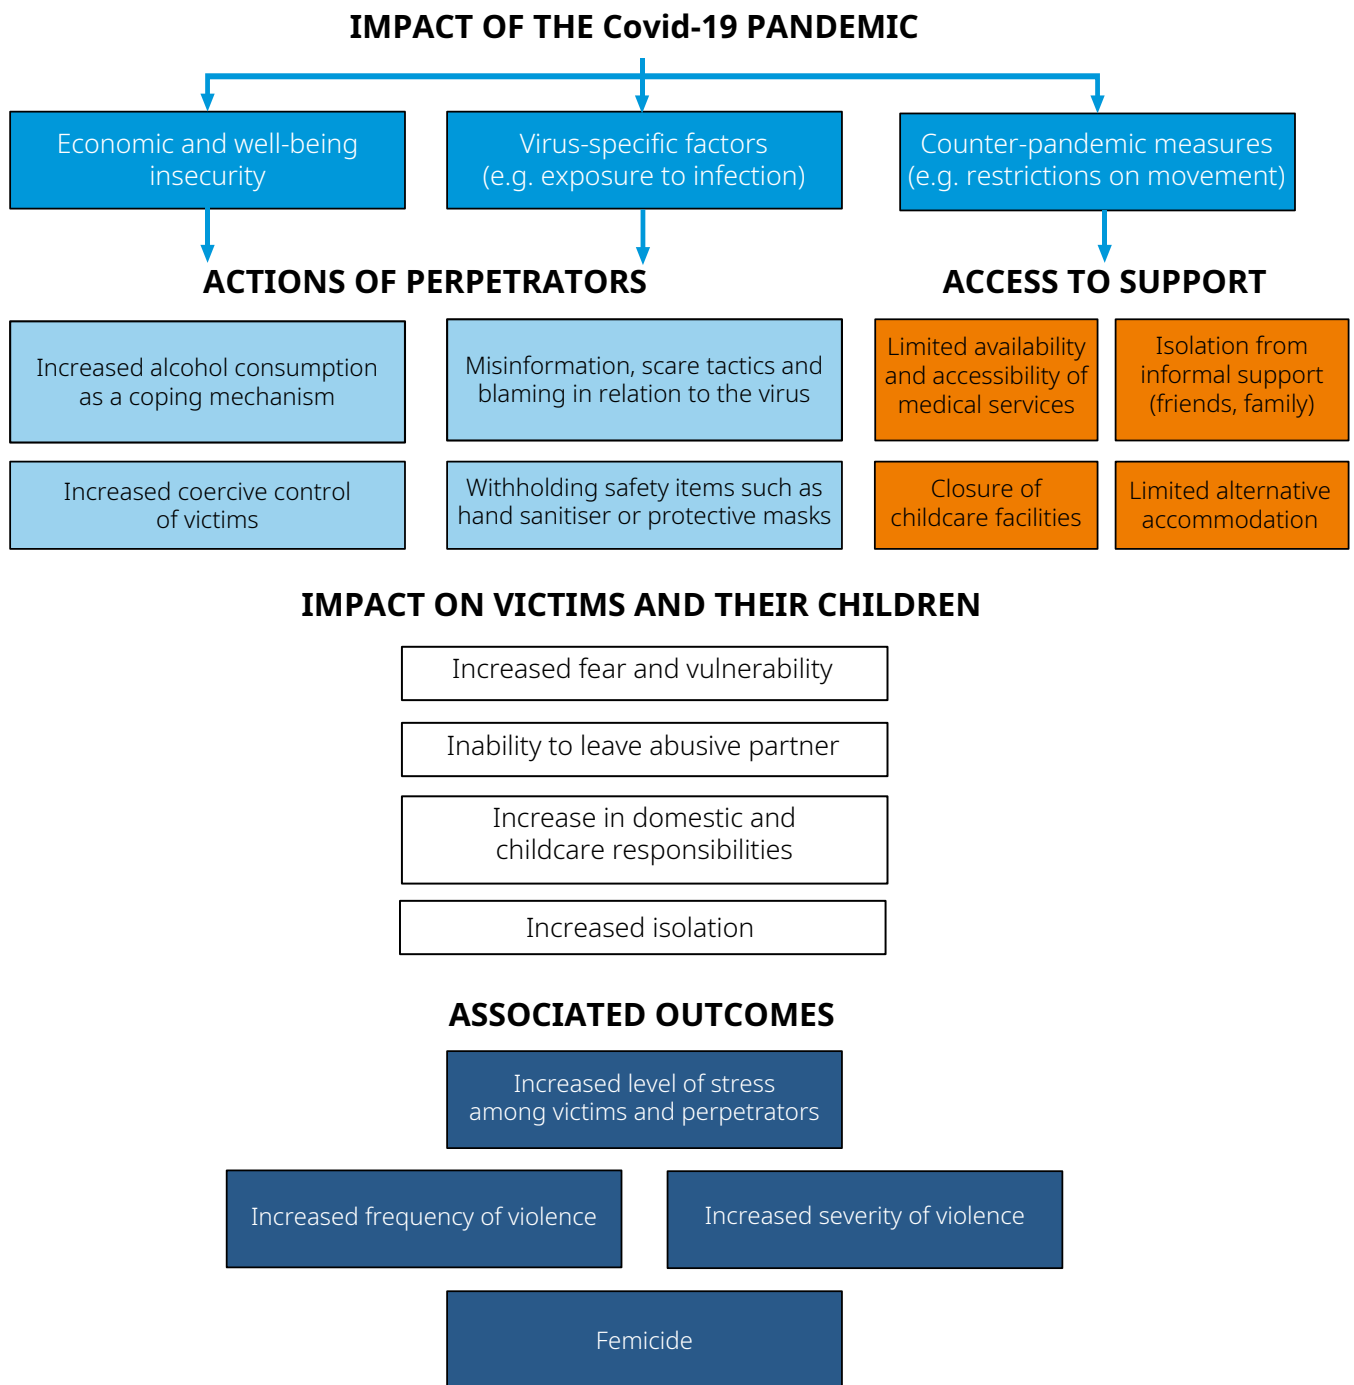 IMPACT OF THE Covid-19 PANDEMIC
Economic and well-being
insecurity
Virus-specific factors
(e.g. exposure to infection)
Counter-pandemic measures
(e.g. restrictions on movement)
ACTIONS OF PERPETRATORS
Increased alcohol consumption
as a coping mechanism
Misinformation, scare tactics and
blaming in relation to the virus
Increased coercive control
of victims
Withholding safety items such as
hand sanitiser or protective masks
ACCESS TO SUPPORT
Limited availability
and accessibility of
medical services
Isolation from
informal support
(friends, family)
Closure of
childcare facilities
Limited alternative
accommodation
IMPACT ON VICTIMS AND THEIR CHILDREN
Increased fear and vulnerability
Inability to leave abusive partner
Increase in domestic and
childcare responsibilities
Increased isolation
ASSOCIATED OUTCOMES
Increased level of stress
among victims and perpetrators
Increased frequency of violence
Increased severity of violence
Femicide